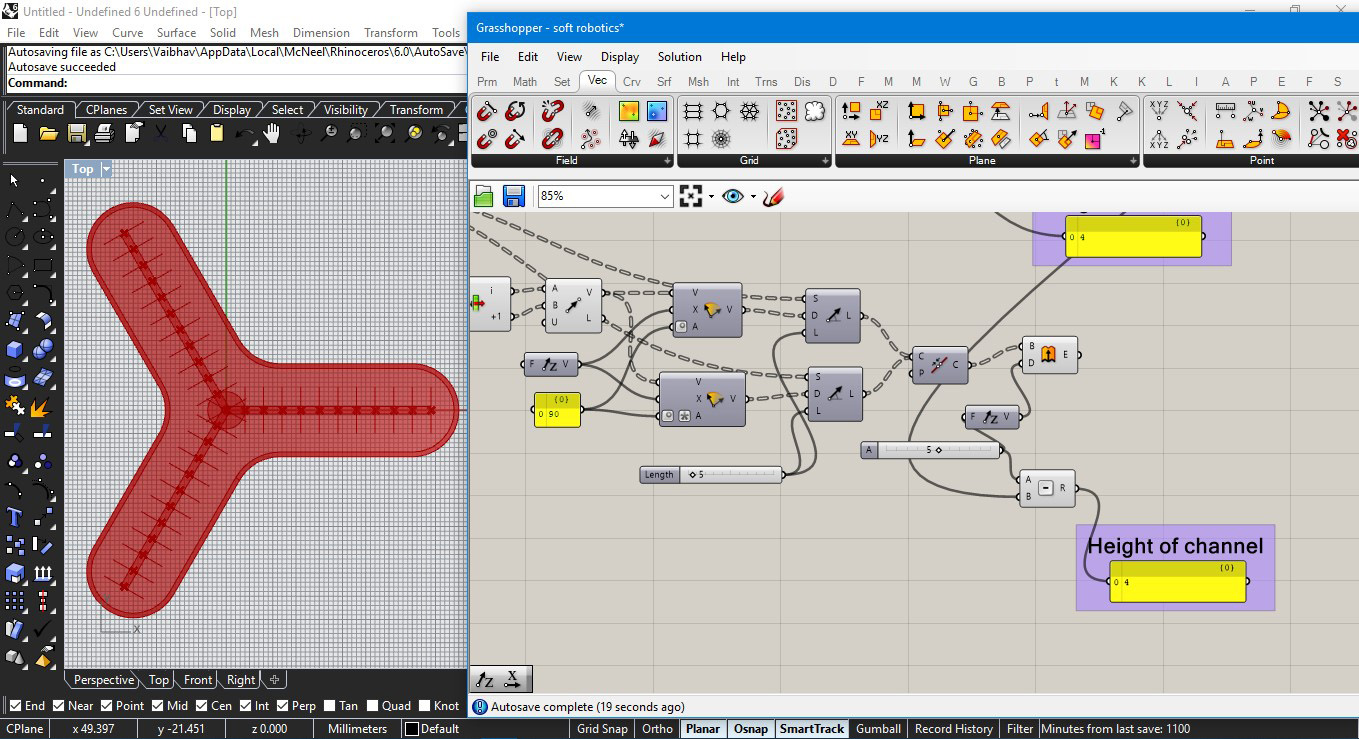 Untitled - Undefined 6 Undefined - [Top]
File Edit View Curve Surface Solid Mesh Dimension Transform Tools
Autosaving file as C:\Users\Vaibhav\AppData\Local\McNeel\Rhinoceros\6.0\AutoSave\
Autosave succeeded
Command:
Standard CPlanes Set View Display Select Visibility Transform
Top
Grasshopper - soft robotics*
File Edit View Display Solution Help
Prm Math Set Vec Crv Srf Msh Int Trns Dis D F M M W G B P t M K K L I A P E F S
XZ XYZ
XY YZ XYZ
Field Grid Plane Point
85%
{0}
0 4
i A V V S
+1 B X V D L
U L A L
F V V S C C B E
{0} X V D L P D
0 90 A L
F V
A 5
Length 5
A R
B
Height of channel
{0}
0 4
X
X
Autosave complete (19 seconds ago)
Perspective Top Front Right
End Near Point Mid Cen Int Perp Tan Quad Knot
CPlane x 49.397 y -21.451 z 0.000 Millimeters Default Grid Snap Ortho Planar Osnap SmartTrack Gumball Record History Filter Minutes from last save: 1100